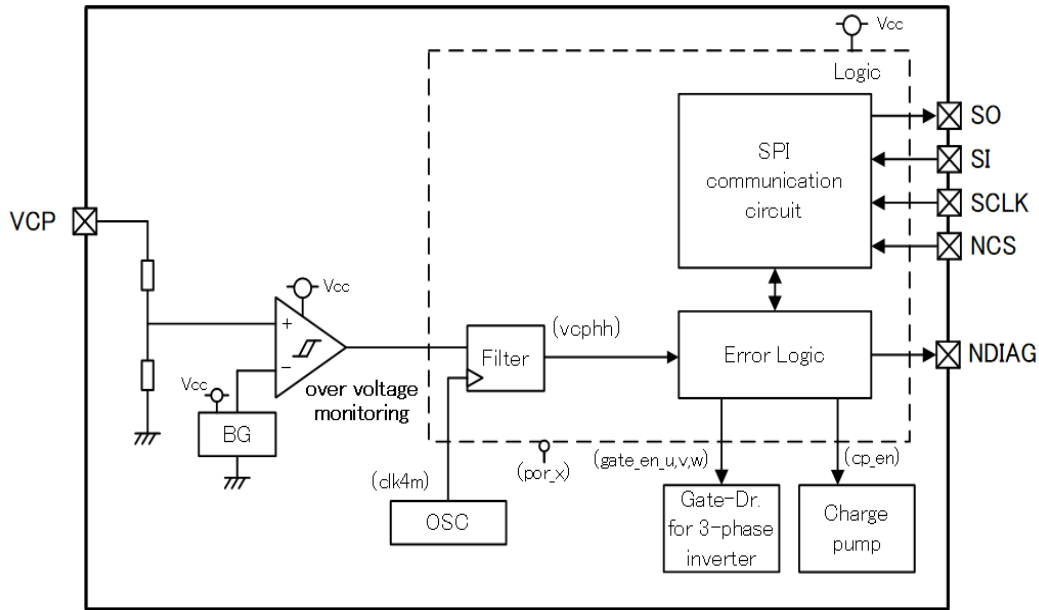 Vcc
Logic
SO
SPI
communication
circuit
SI
SCLK
NCS
VCP
Vcc
+
−
over voltage
monitoring
Vcc
BG
Filter
(vcphh)
Error Logic
NDIAG
(clk4m)
OSC
(por_x)
(gate_en_u,v,w)
(cp_en)
Gate-Dr.
for 3-phase
inverter
Charge
pump